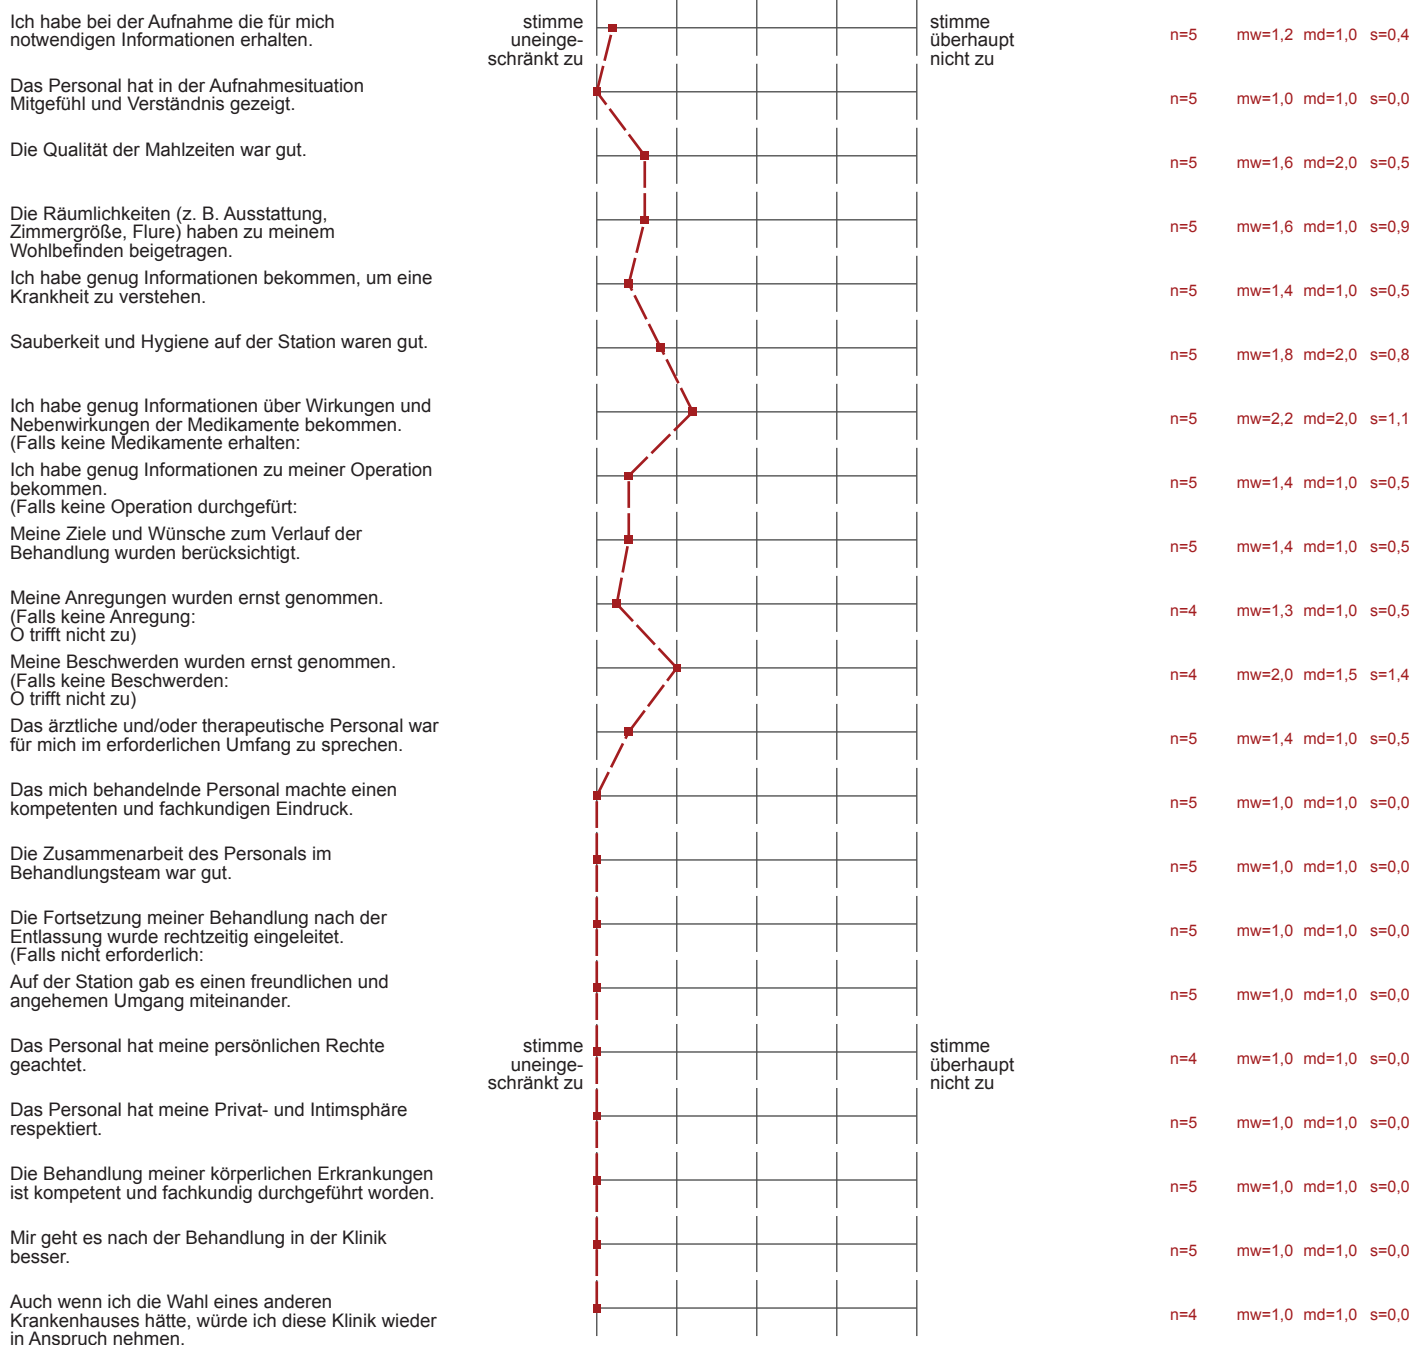 Ich habe bei der Aufnahme die für mich
notwendigen Informationen erhalten.
stimme
uneinge-
schränkt zu
stimme
überhaupt
nicht zu
n=5 mw=1,2 md=1,0 s=0,4
Das Personal hat in der Aufnahmesituation
Mitgefühl und Verständnis gezeigt.
n=5 mw=1,0 md=1,0 s=0,0
Die Qualität der Mahlzeiten war gut.
n=5 mw=1,6 md=2,0 s=0,5
Die Räumlichkeiten (z. B. Ausstattung,
Zimmergröße, Flure) haben zu meinem
Wohlbefinden beigetragen.
n=5 mw=1,6 md=1,0 s=0,9
Ich habe genug Informationen bekommen, um eine
Krankheit zu verstehen.
n=5 mw=1,4 md=1,0 s=0,5
Sauberkeit und Hygiene auf der Station waren gut.
n=5 mw=1,8 md=2,0 s=0,8
Ich habe genug Informationen über Wirkungen und
Nebenwirkungen der Medikamente bekommen.
(Falls keine Medikamente erhalten:
n=5 mw=2,2 md=2,0 s=1,1
Ich habe genug Informationen zu meiner Operation
bekommen.
(Falls keine Operation durchgefürt:
n=5 mw=1,4 md=1,0 s=0,5
Meine Ziele und Wünsche zum Verlauf der
Behandlung wurden berücksichtigt.
n=5 mw=1,4 md=1,0 s=0,5
Meine Anregungen wurden ernst genommen.
(Falls keine Anregung:
O trifft nicht zu)
n=4 mw=1,3 md=1,0 s=0,5
Meine Beschwerden wurden ernst genommen.
(Falls keine Beschwerden:
O trifft nicht zu)
n=4 mw=2,0 md=1,5 s=1,4
Das ärztliche und/oder therapeutische Personal war
für mich im erforderlichen Umfang zu sprechen.
n=5 mw=1,4 md=1,0 s=0,5
Das mich behandelnde Personal machte einen
kompetenten und fachkundigen Eindruck.
n=5 mw=1,0 md=1,0 s=0,0
Die Zusammenarbeit des Personals im
Behandlungsteam war gut.
n=5 mw=1,0 md=1,0 s=0,0
Die Fortsetzung meiner Behandlung nach der
Entlassung wurde rechtzeitig eingeleitet.
(Falls nicht erforderlich:
n=5 mw=1,0 md=1,0 s=0,0
Auf der Station gab es einen freundlichen und
angehemen Umgang miteinander.
n=5 mw=1,0 md=1,0 s=0,0
Das Personal hat meine persönlichen Rechte
geachtet.
stimme
uneinge-
schränkt zu
stimme
überhaupt
nicht zu
n=4 mw=1,0 md=1,0 s=0,0
Das Personal hat meine Privat- und Intimsphäre
respektiert.
n=5 mw=1,0 md=1,0 s=0,0
Die Behandlung meiner körperlichen Erkrankungen
ist kompetent und fachkundig durchgeführt worden.
n=5 mw=1,0 md=1,0 s=0,0
Mir geht es nach der Behandlung in der Klinik
besser.
n=5 mw=1,0 md=1,0 s=0,0
Auch wenn ich die Wahl eines anderen
Krankenhauses hätte, würde ich diese Klinik wieder
in Anspruch nehmen.
n=4 mw=1,0 md=1,0 s=0,0